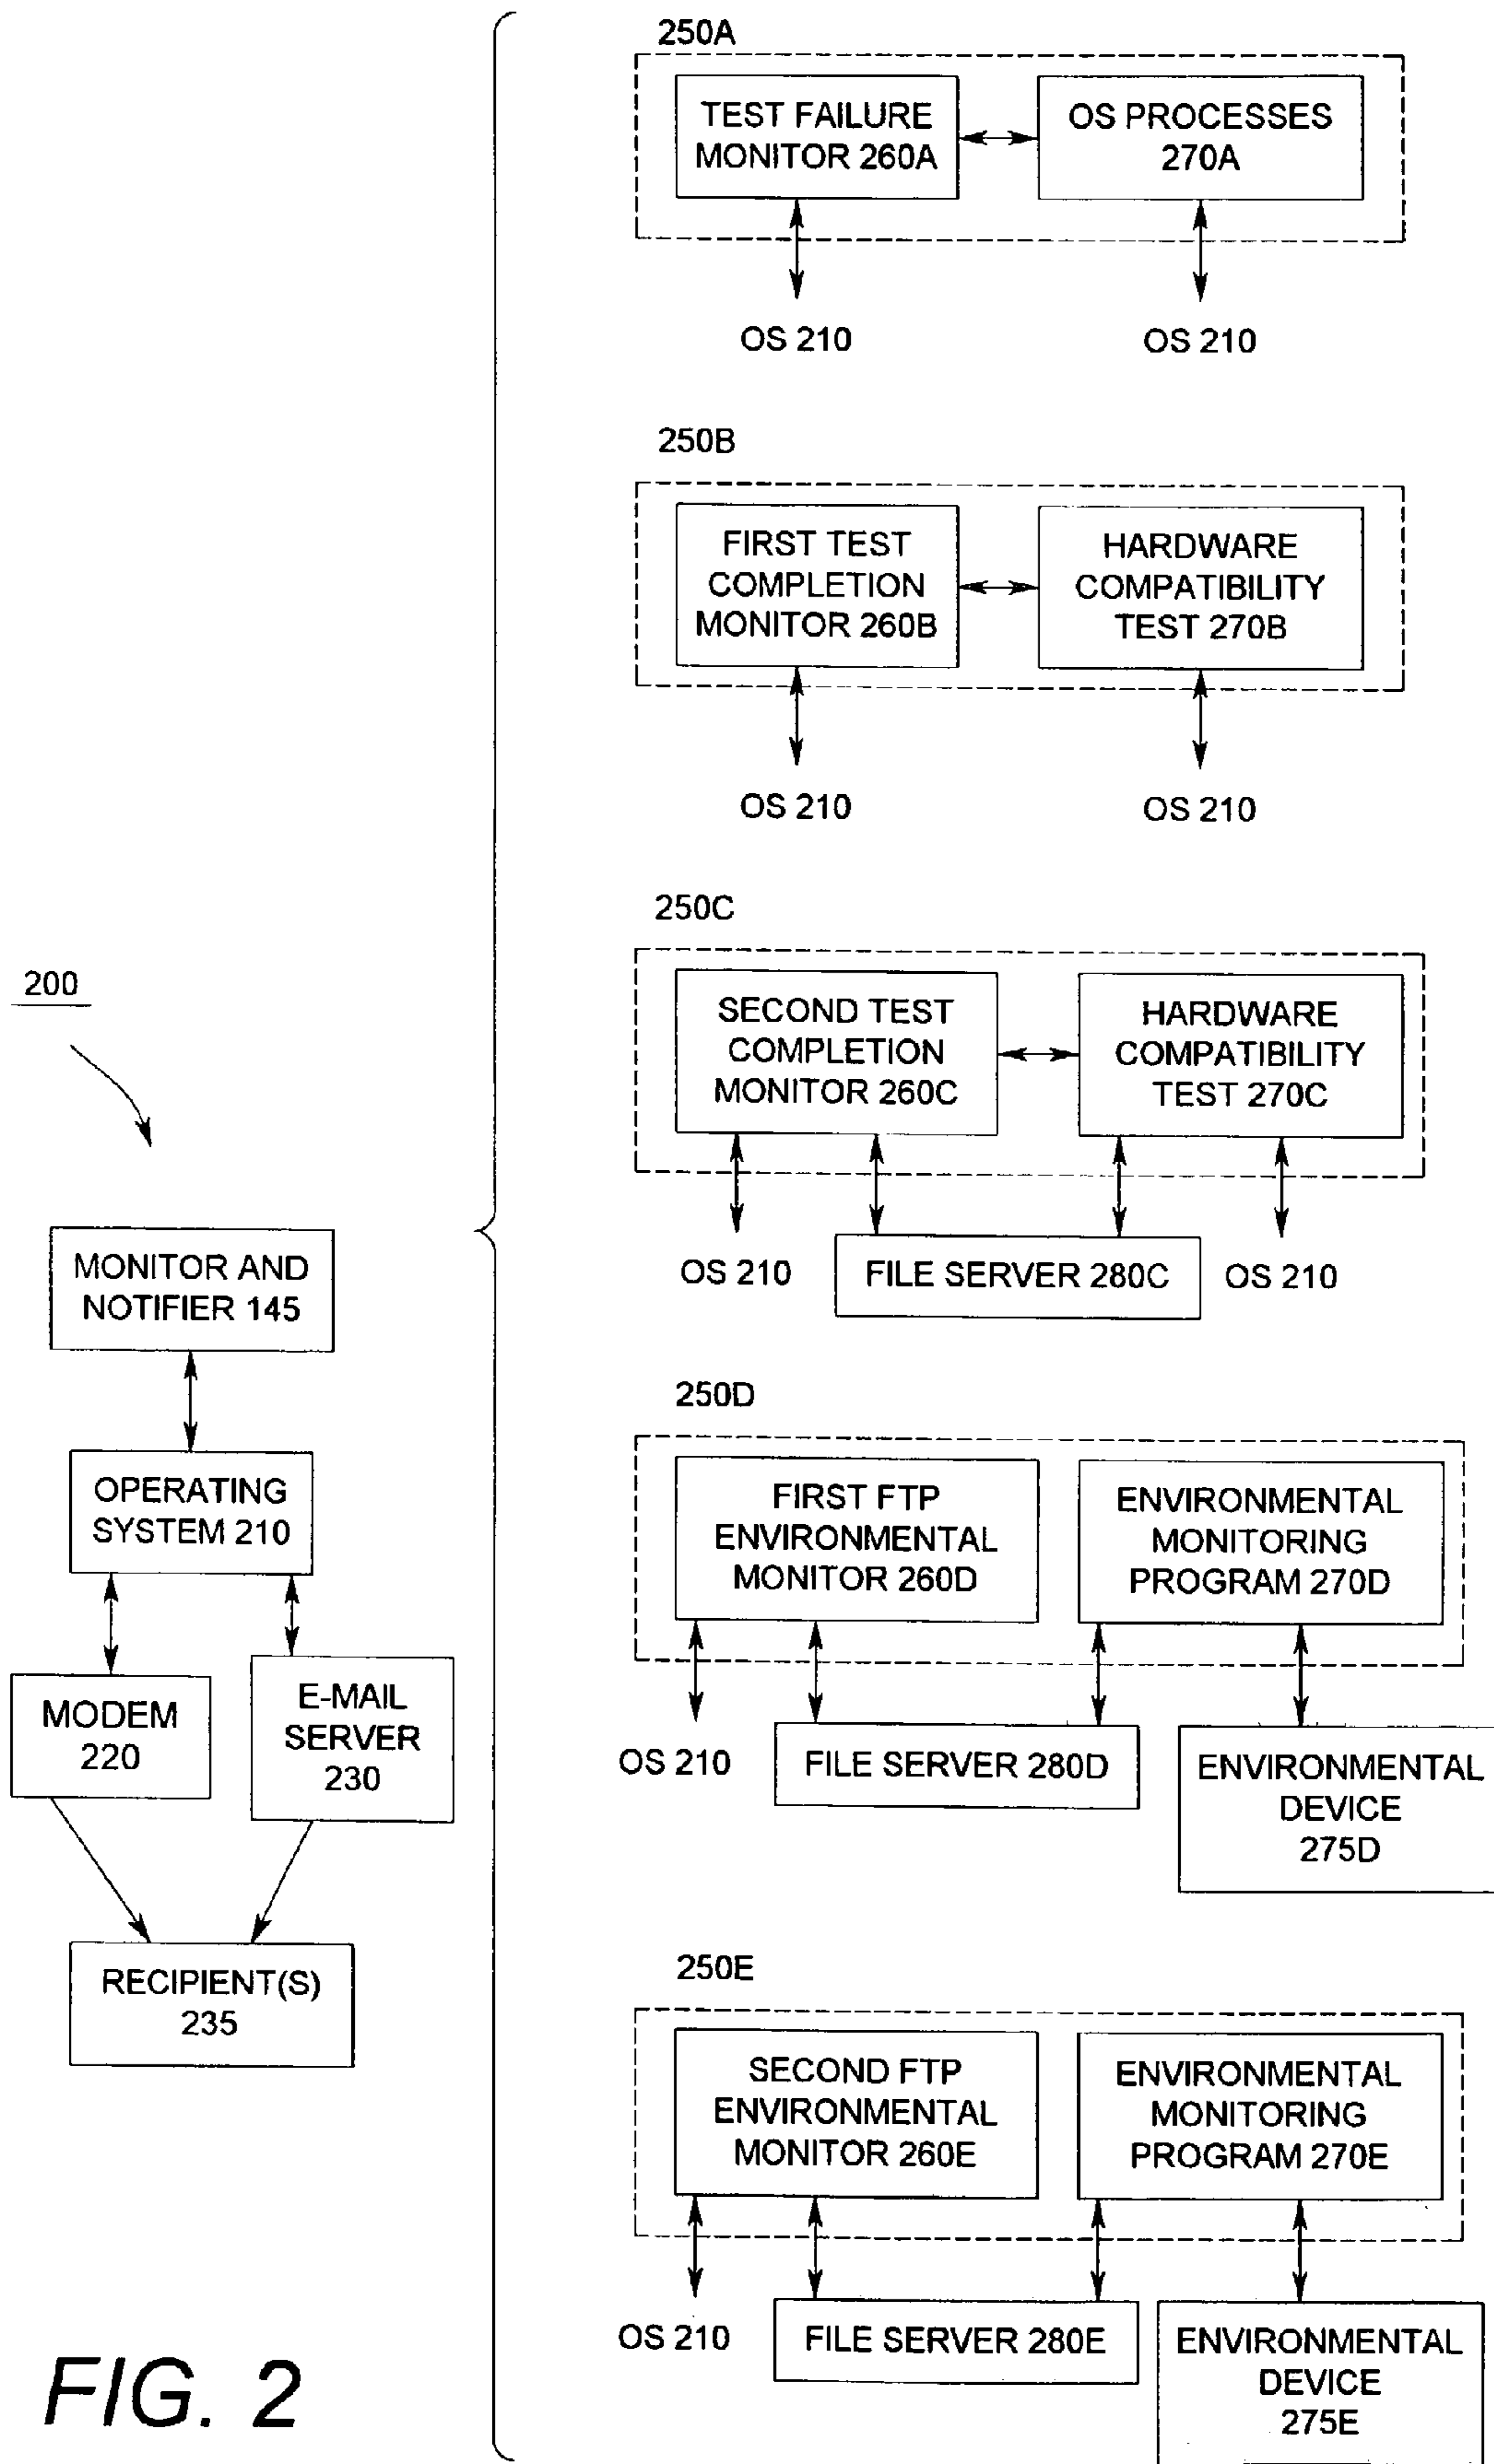 200
MONITOR AND
NOTIFIER 145
OPERATING
SYSTEM 210
MODEM
220
E-MAIL
SERVER
230
RECIPIENT(S)
235
FIG. 2
250A
TEST FAILURE
MONITOR 260A
OS PROCESSES
270A
OS 210
OS 210
250B
FIRST TEST
COMPLETION
MONITOR 260B
HARDWARE
COMPATIBILITY
TEST 270B
OS 210
OS 210
250C
SECOND TEST
COMPLETION
MONITOR 260C
HARDWARE
COMPATIBILITY
TEST 270C
OS 210
FILE SERVER 280C
OS 210
250D
FIRST FTP
ENVIRONMENTAL
MONITOR 260D
ENVIRONMENTAL
MONITORING
PROGRAM 270D
OS 210
FILE SERVER 280D
ENVIRONMENTAL
DEVICE
275D
250E
SECOND FTP
ENVIRONMENTAL
MONITOR 260E
ENVIRONMENTAL
MONITORING
PROGRAM 270E
OS 210
FILE SERVER 280E
ENVIRONMENTAL
DEVICE
275E